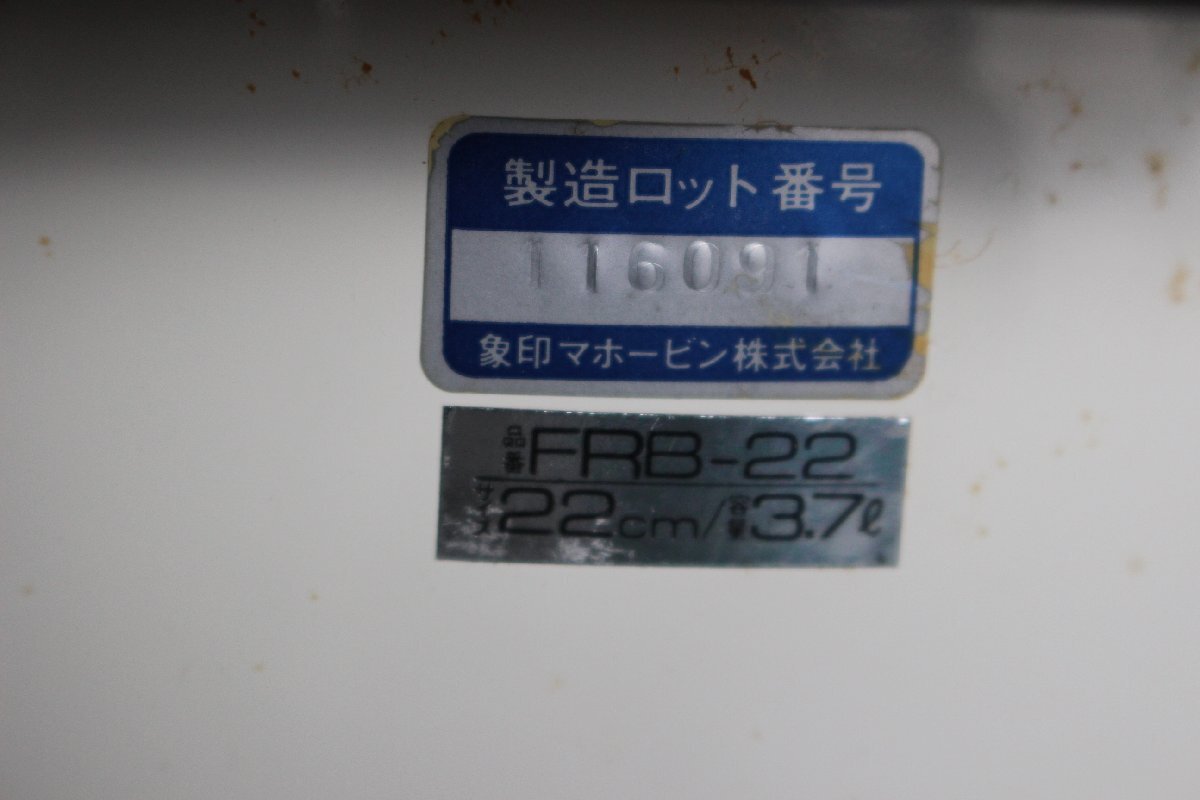 製造ロット番号
116091
象印マホービン株式会社
品番FRB-22
サイズ22cm/容量3.7ℓ